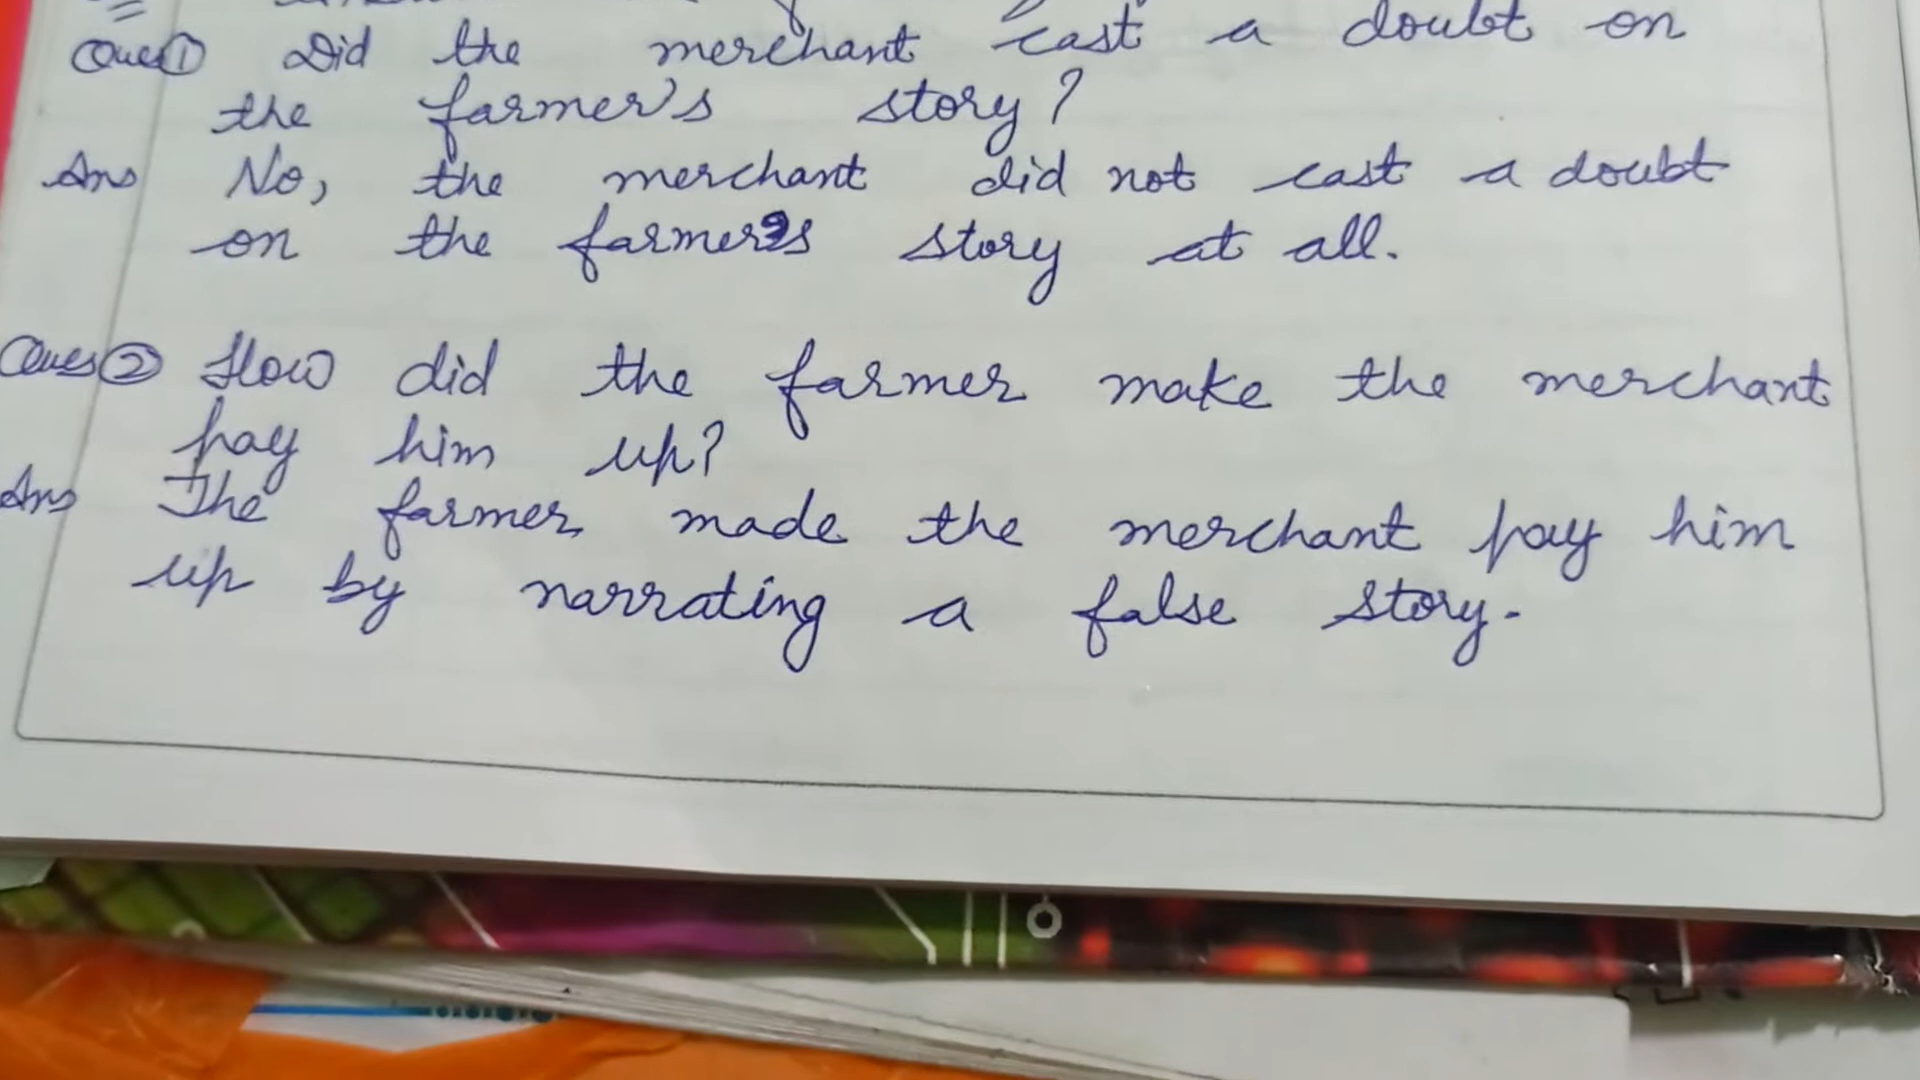 Ques① Did the merchant cast a doubt on
the farmer's story?
Ans No, the merchant did not cast a doubt
on the farmer's story at all.
Ques② How did the farmer make the merchant
pay him up?
Ans The farmer made the merchant pay him
up by narrating a false story.